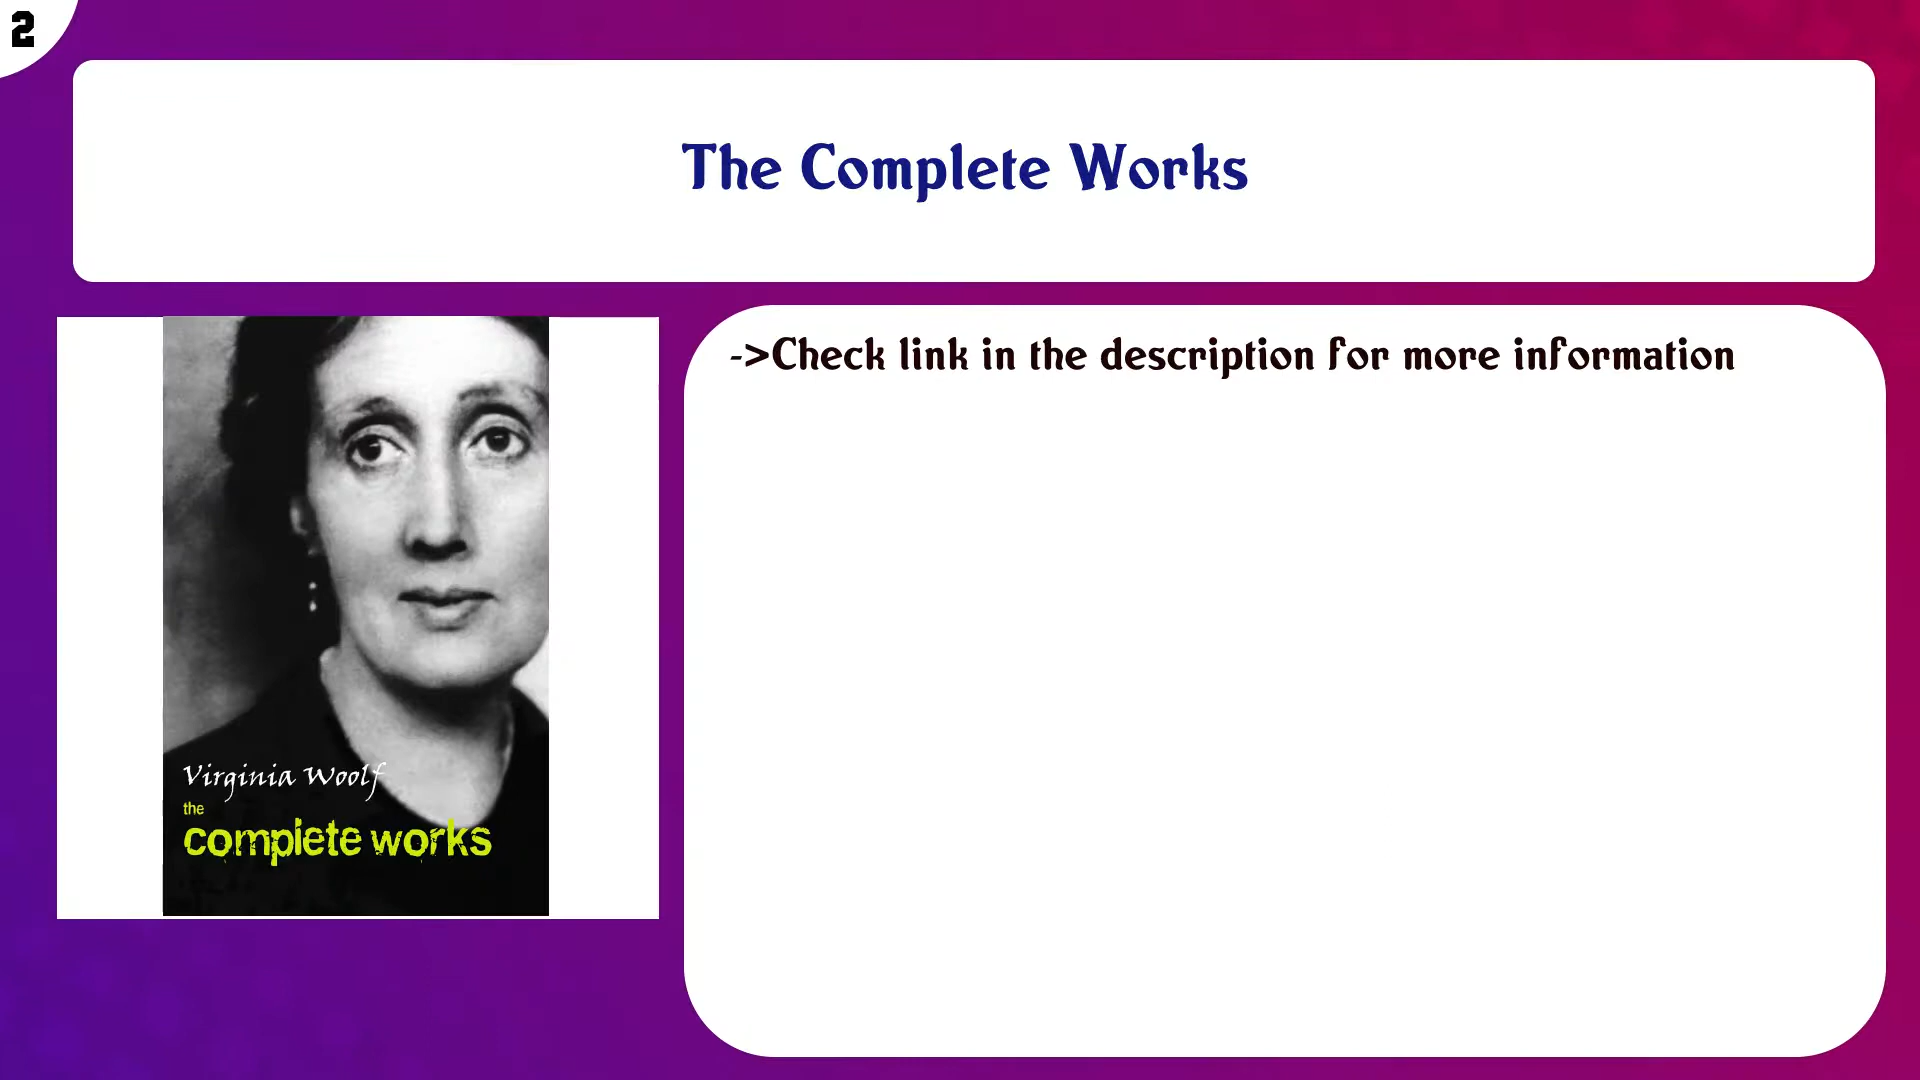 2
The Complete Works
->Check link in the description for more information
Virginia Woolf
the
complete works